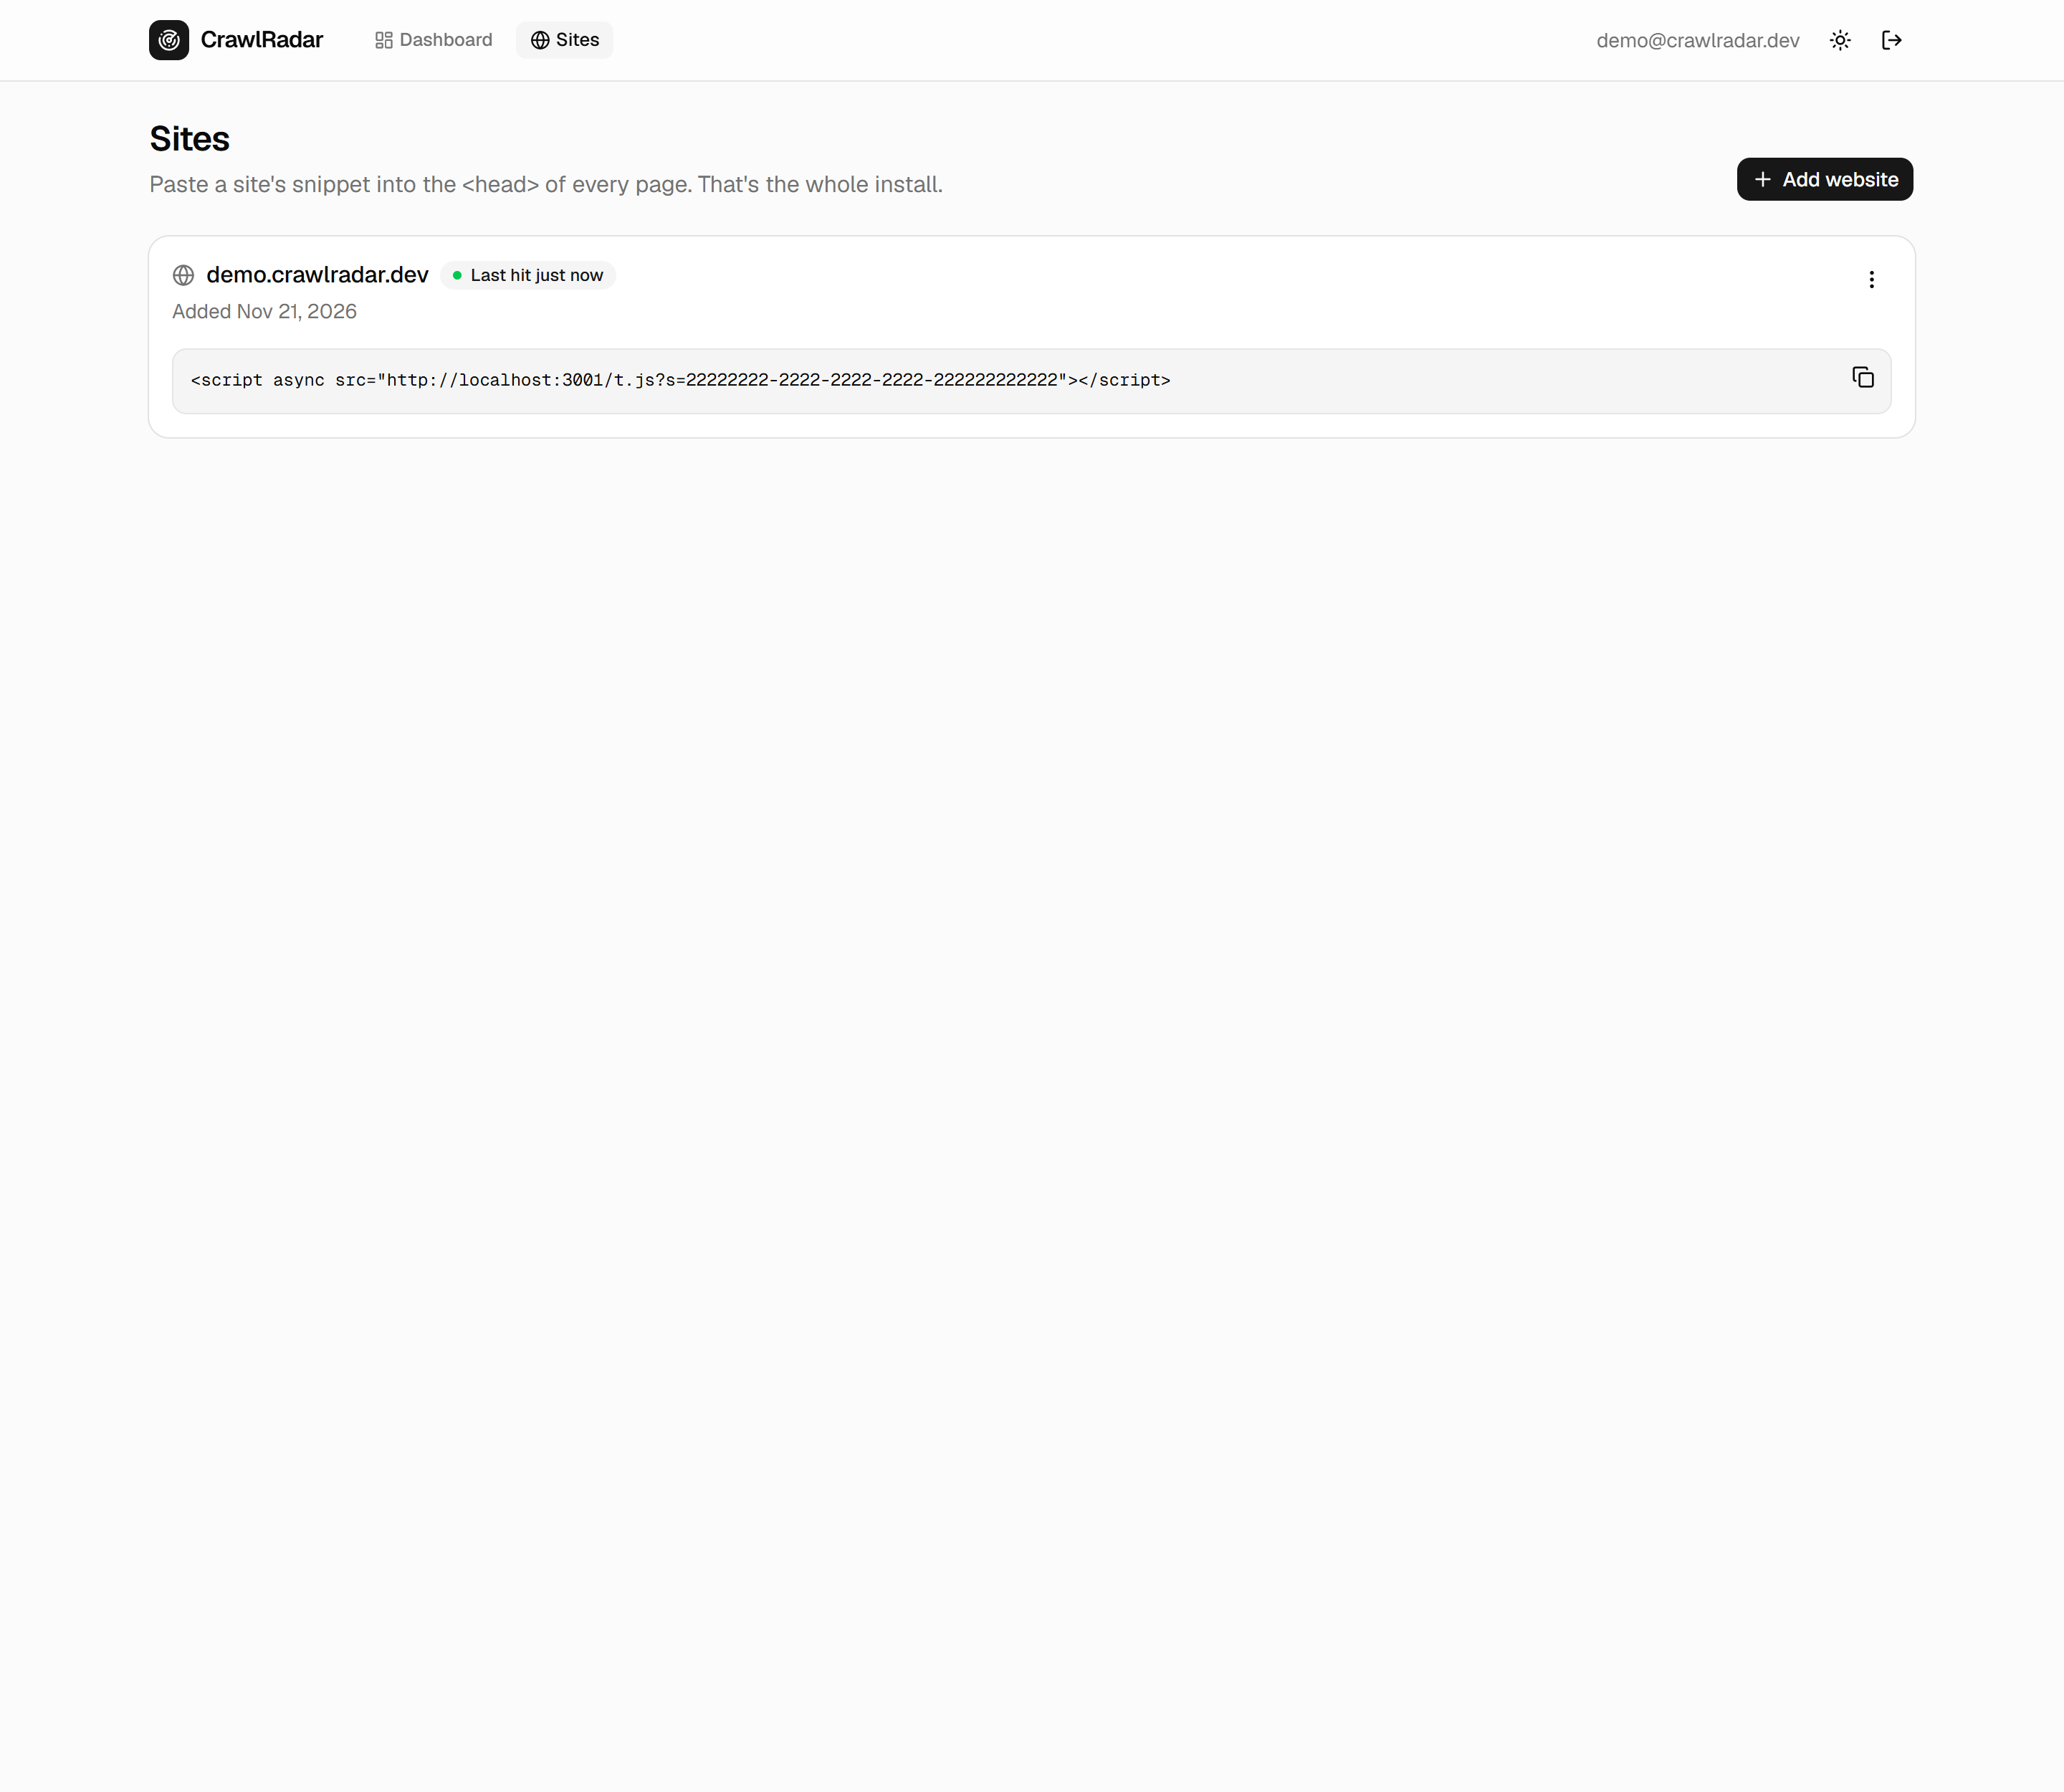 CrawlRadar
Dashboard
Sites
demo@crawlradar.dev
Sites
Paste a site's snippet into the <head> of every page. That's the whole install.
Add website
demo.crawlradar.dev
Last hit just now
Added Nov 21, 2026
<script async src="http://localhost:3001/t.js?s=22222222-2222-2222-2222-222222222222"></script>